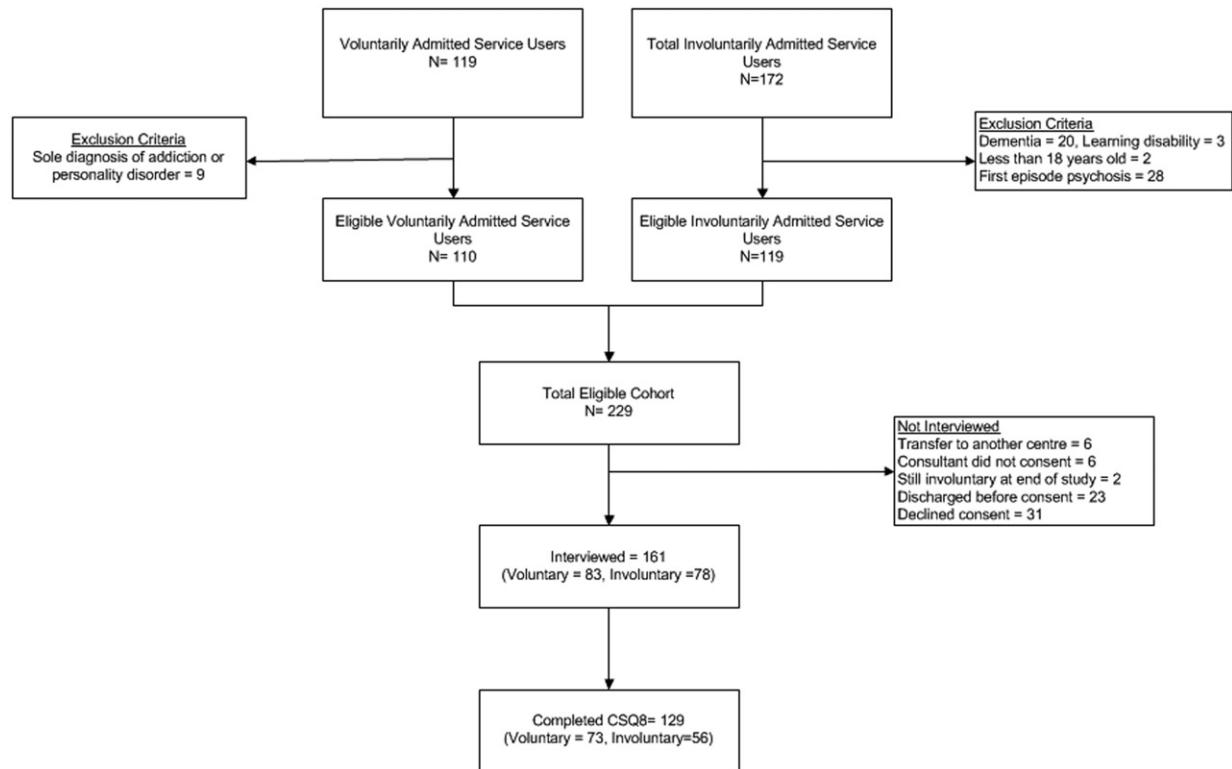 Voluntarily Admitted Service Users
N= 119
Total Involuntarily Admitted Service
Users
N=172
Exclusion Criteria
Sole diagnosis of addiction or
personality disorder = 9
Exclusion Criteria
Dementia = 20, Learning disability = 3
Less than 18 years old = 2
First episode psychosis = 28
Eligible Voluntarily Admitted Service
Users
N= 110
Eligible Involuntarily Admitted Service
Users
N=119
Total Eligible Cohort
N= 229
Not Interviewed
Transfer to another centre = 6
Consultant did not consent = 6
Still involuntary at end of study = 2
Discharged before consent = 23
Declined consent = 31
Interviewed = 161
(Voluntary = 83, Involuntary =78)
Completed CSQ8= 129
(Voluntary = 73, Involuntary=56)